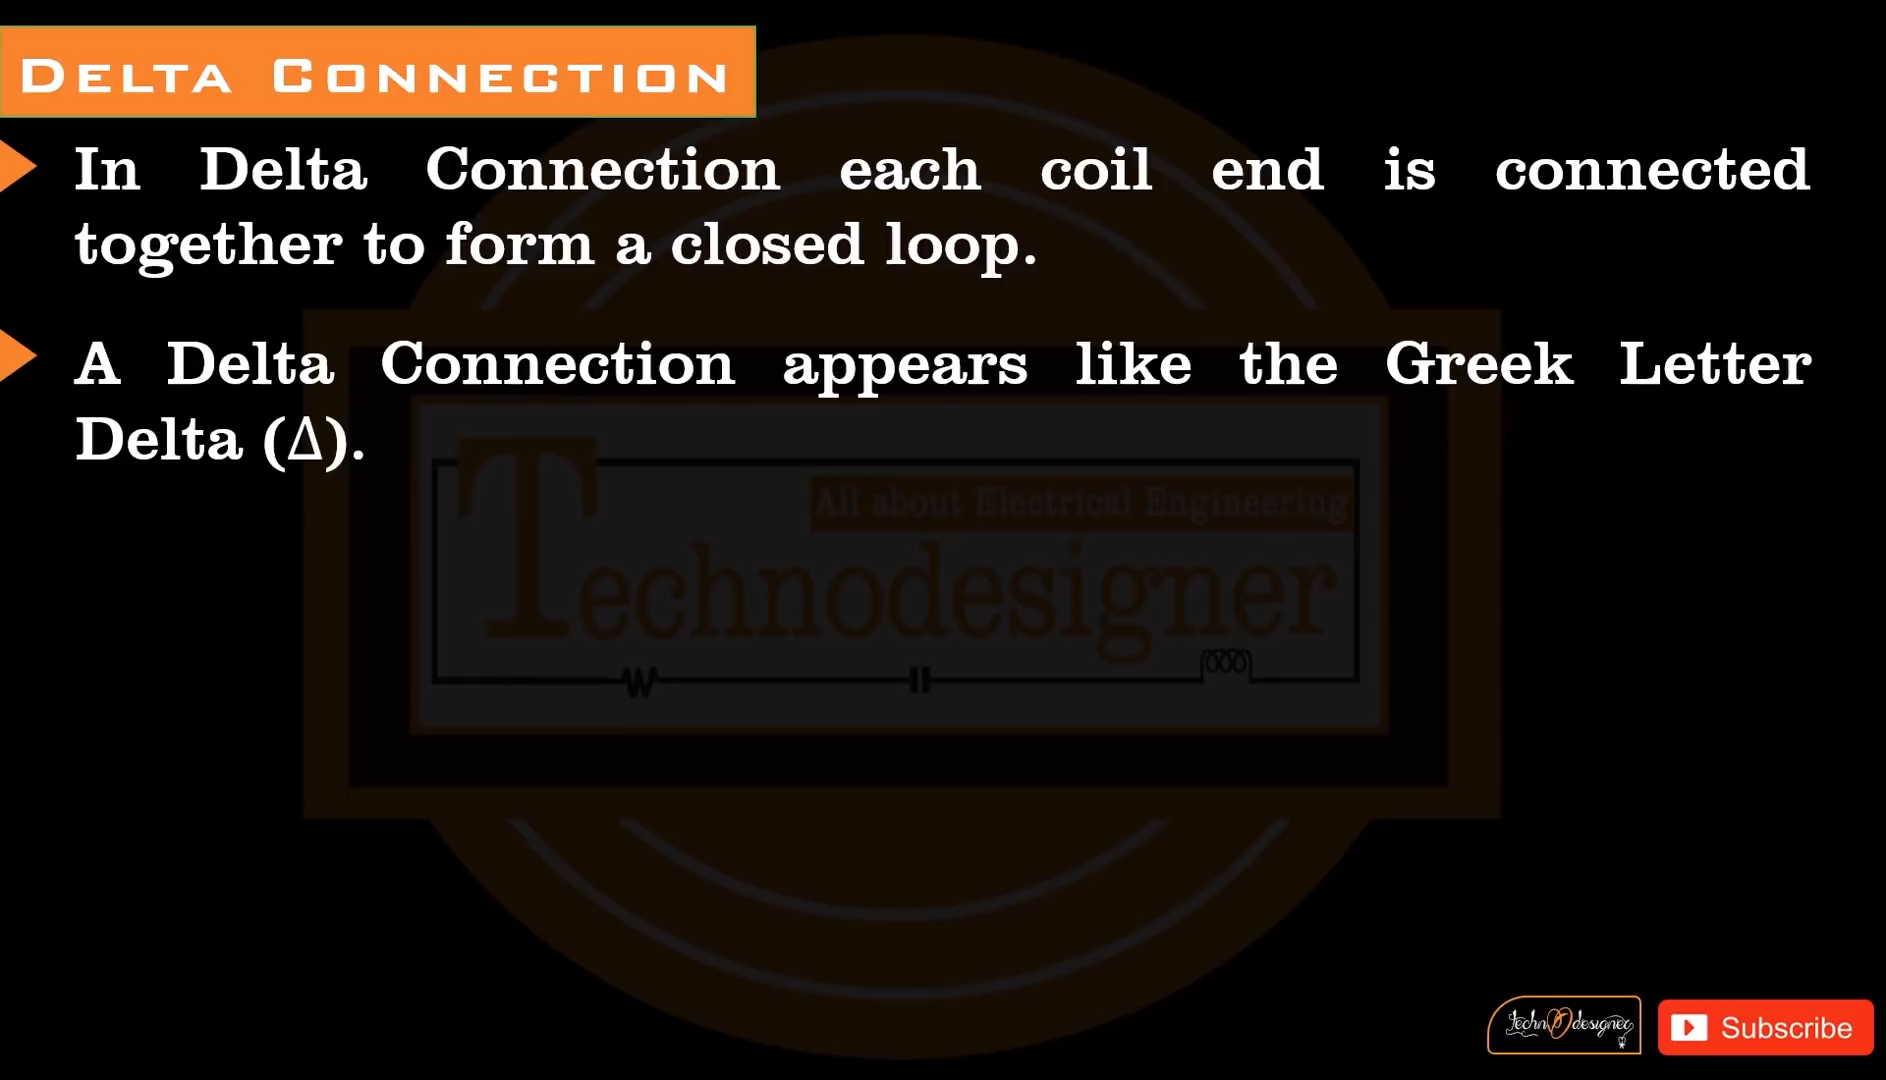 DELTA CONNECTION
In Delta Connection each coil end is connected
together to form a closed loop.
A Delta Connection appears like the Greek Letter
Delta (Δ).
All about Electrical Engineering
Technodesigner
Technodesigner
Subscribe